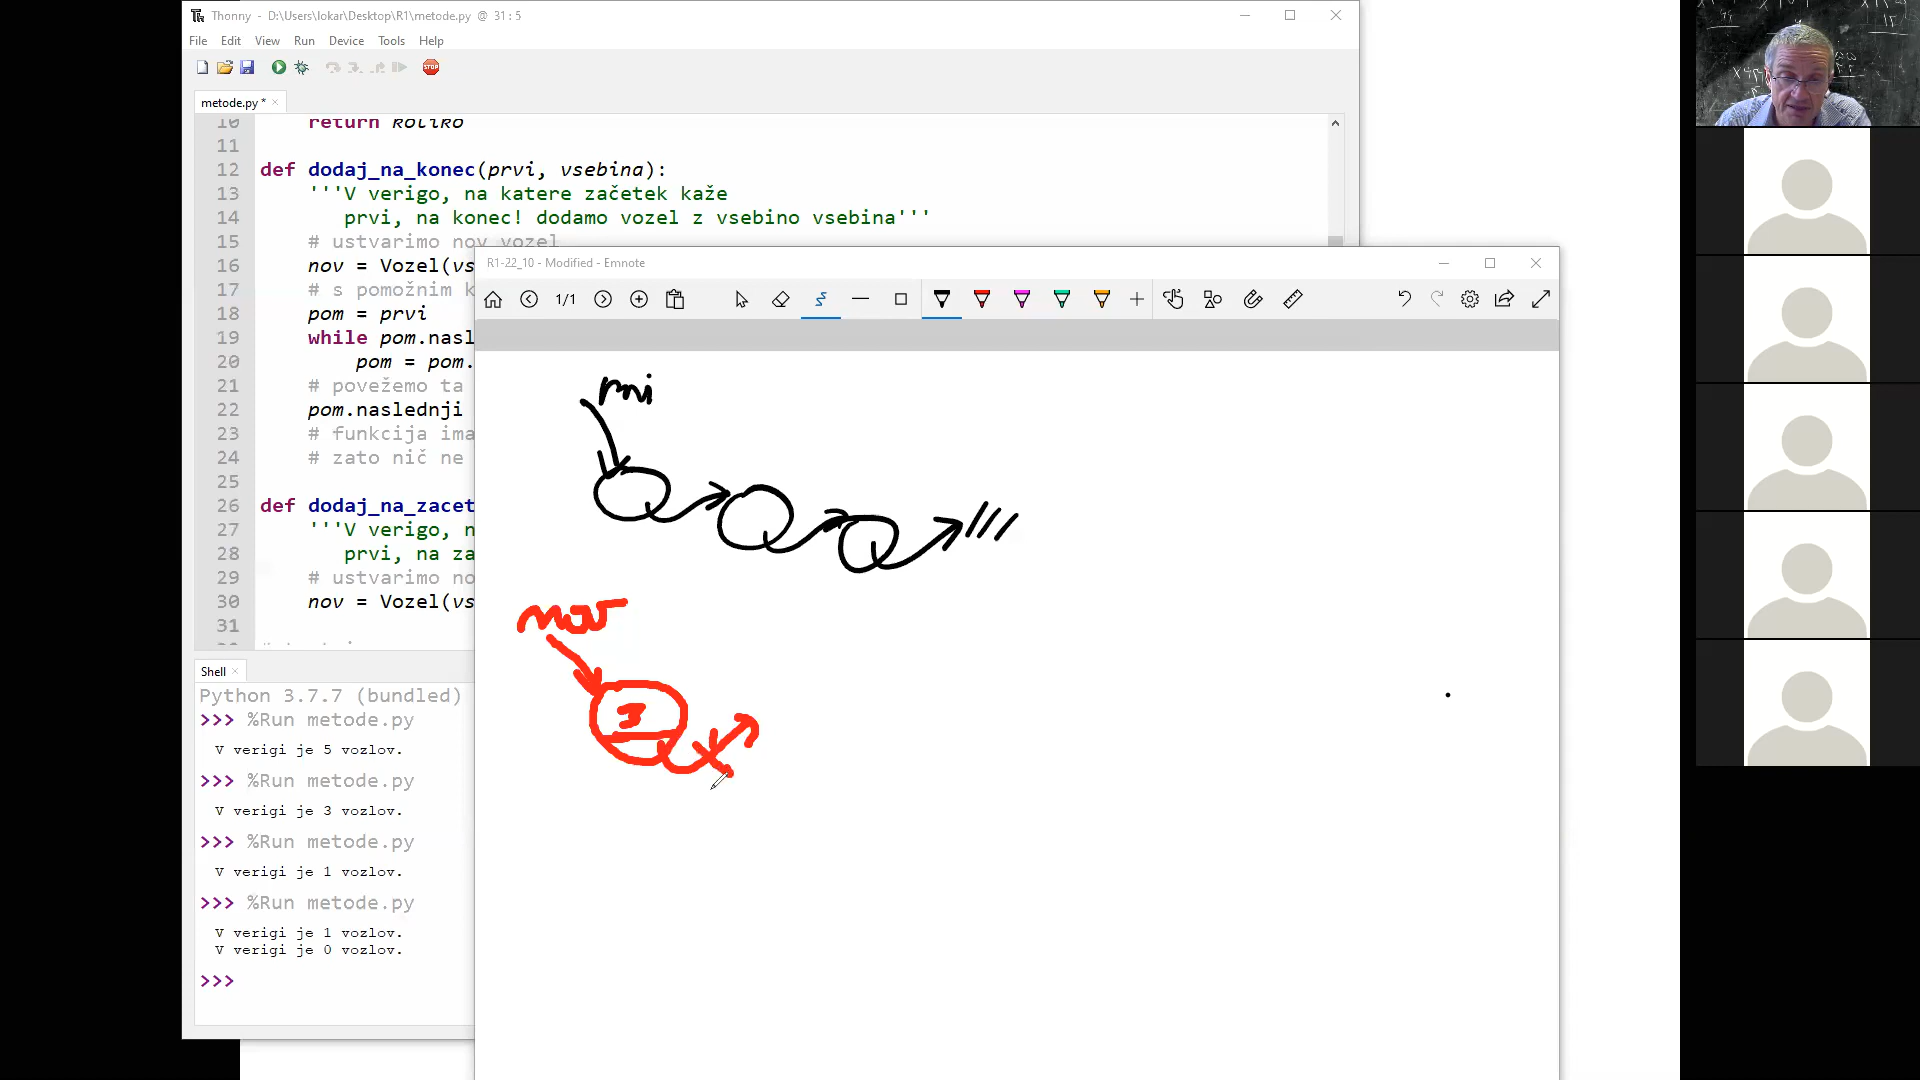 Thonny - D:\Users\lokar\Desktop\R1\metode.py @ 31 : 5
File Edit View Run Device Tools Help
metode.py *
10 return koliko
11
12 def dodaj_na_konec(prvi, vsebina):
13 '''V verigo, na katere začetek kaže
14 prvi, na konec! dodamo vozel z vsebino vsebina'''
15 # ustvarimo nov vozel
16 nov = Vozel(vs
17 # s pomožnim k
18 pom = prvi
19 while pom.nasl
20 pom = pom.
21 # povežemo ta
22 pom.naslednji
23 # funkcija ima
24 # zato nič ne
25
26 def dodaj_na_zacet
27 '''V verigo, n
28 prvi, na za
29 # ustvarimo no
30 nov = Vozel(vs
31
Shell
Python 3.7.7 (bundled)
>>> %Run metode.py
V verigi je 5 vozlov.
>>> %Run metode.py
V verigi je 3 vozlov.
>>> %Run metode.py
V verigi je 1 vozlov.
>>> %Run metode.py
V verigi je 1 vozlov.
V verigi je 0 vozlov.
>>>
R1-22_10 - Modified - Emnote
1/1
prvi
nov
3
STOP